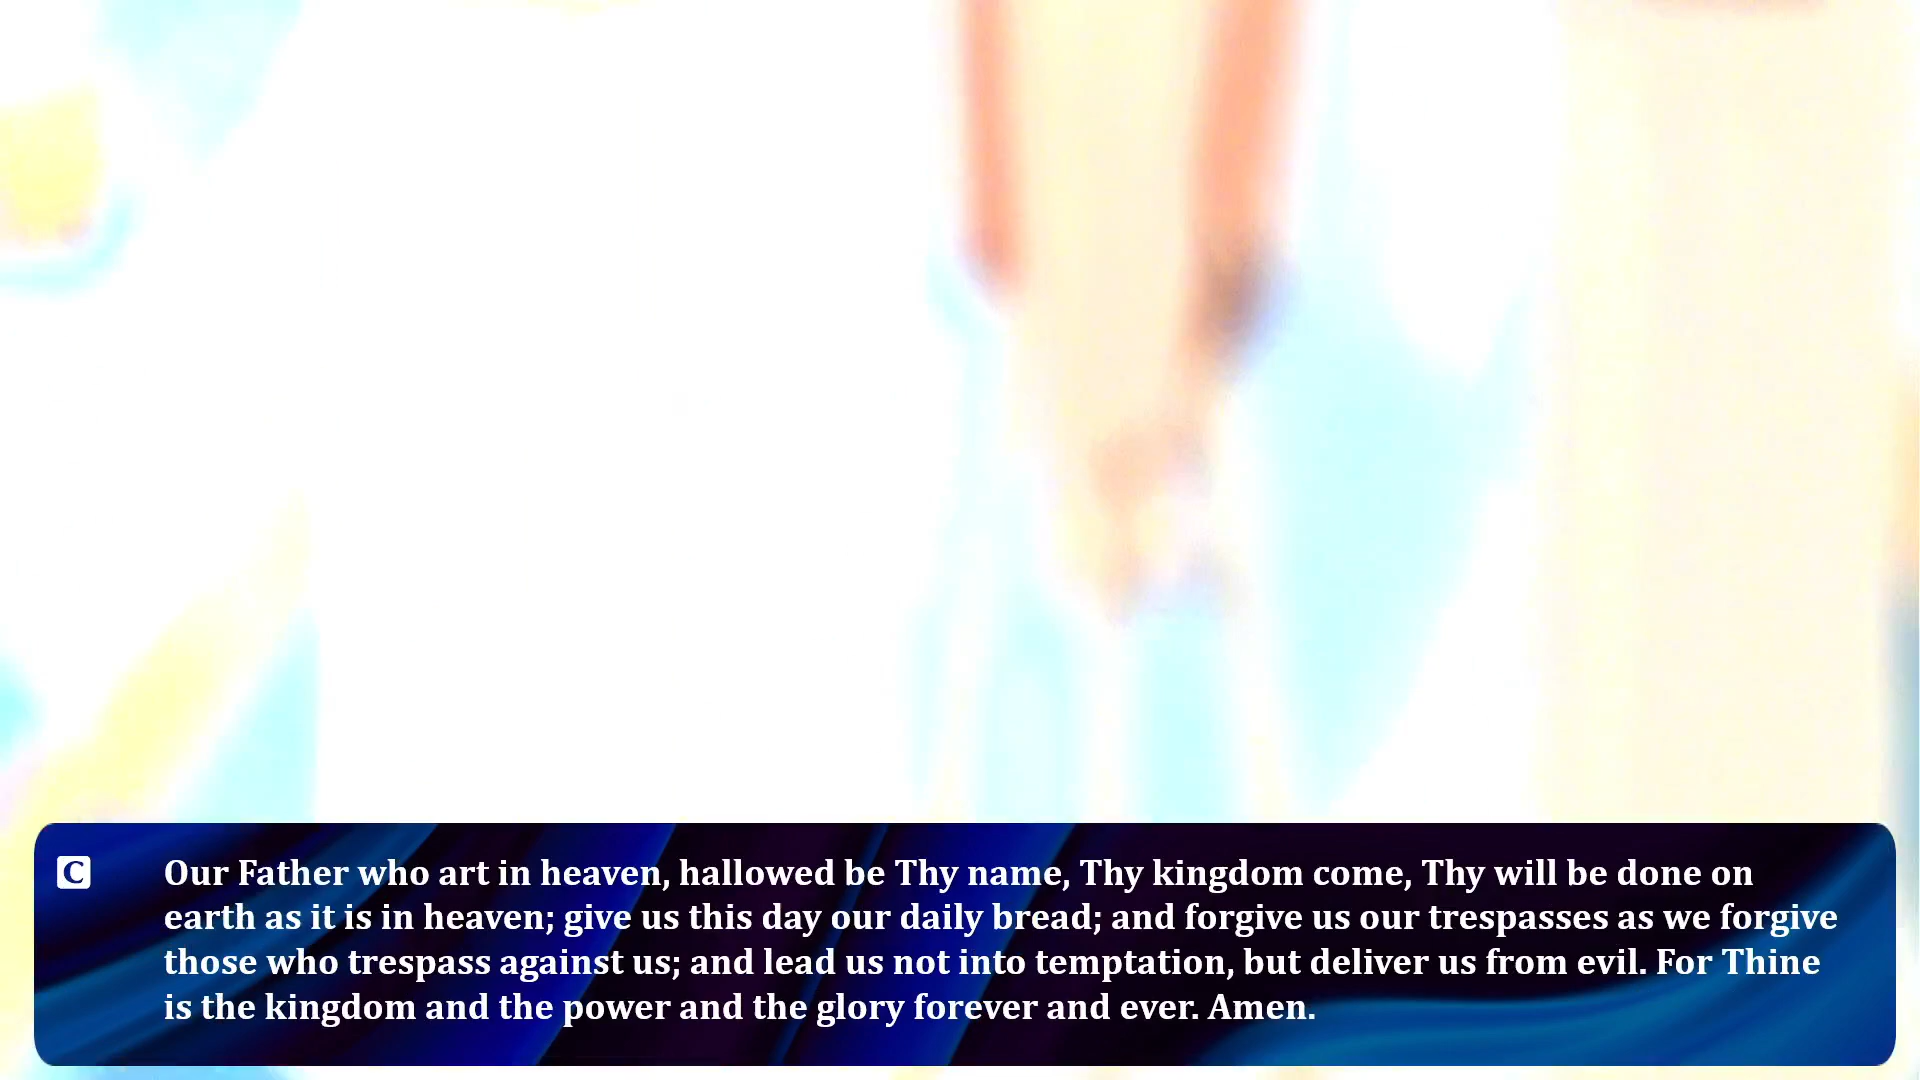 C Our Father who art in heaven, hallowed be Thy name, Thy kingdom come, Thy will be done on
earth as it is in heaven; give us this day our daily bread; and forgive us our trespasses as we forgive
those who trespass against us; and lead us not into temptation, but deliver us from evil. For Thine
is the kingdom and the power and the glory forever and ever. Amen.